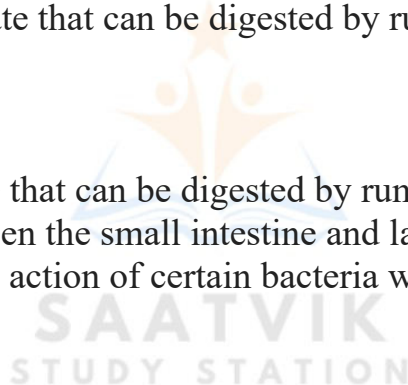 te that can be digested by ru
that can be digested by run
en the small intestine and la
action of certain bacteria w
SAATVIK
STUDY STATION